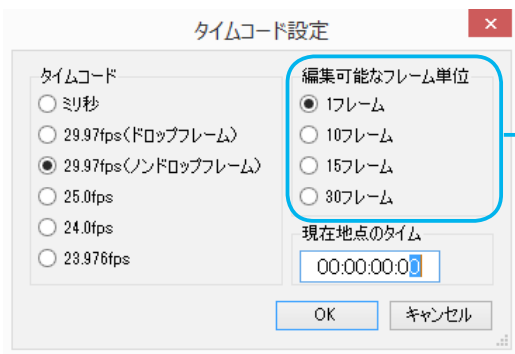 タイムコード設定
タイムコード
ミリ秒
29.97fps(ドロップフレーム)
29.97fps(ノンドロップフレーム)
25.0fps
24.0fps
23.976fps
編集可能なフレーム単位
1フレーム
10フレーム
15フレーム
30フレーム
現在地点のタイム
00:00:00:00
OK
キャンセル